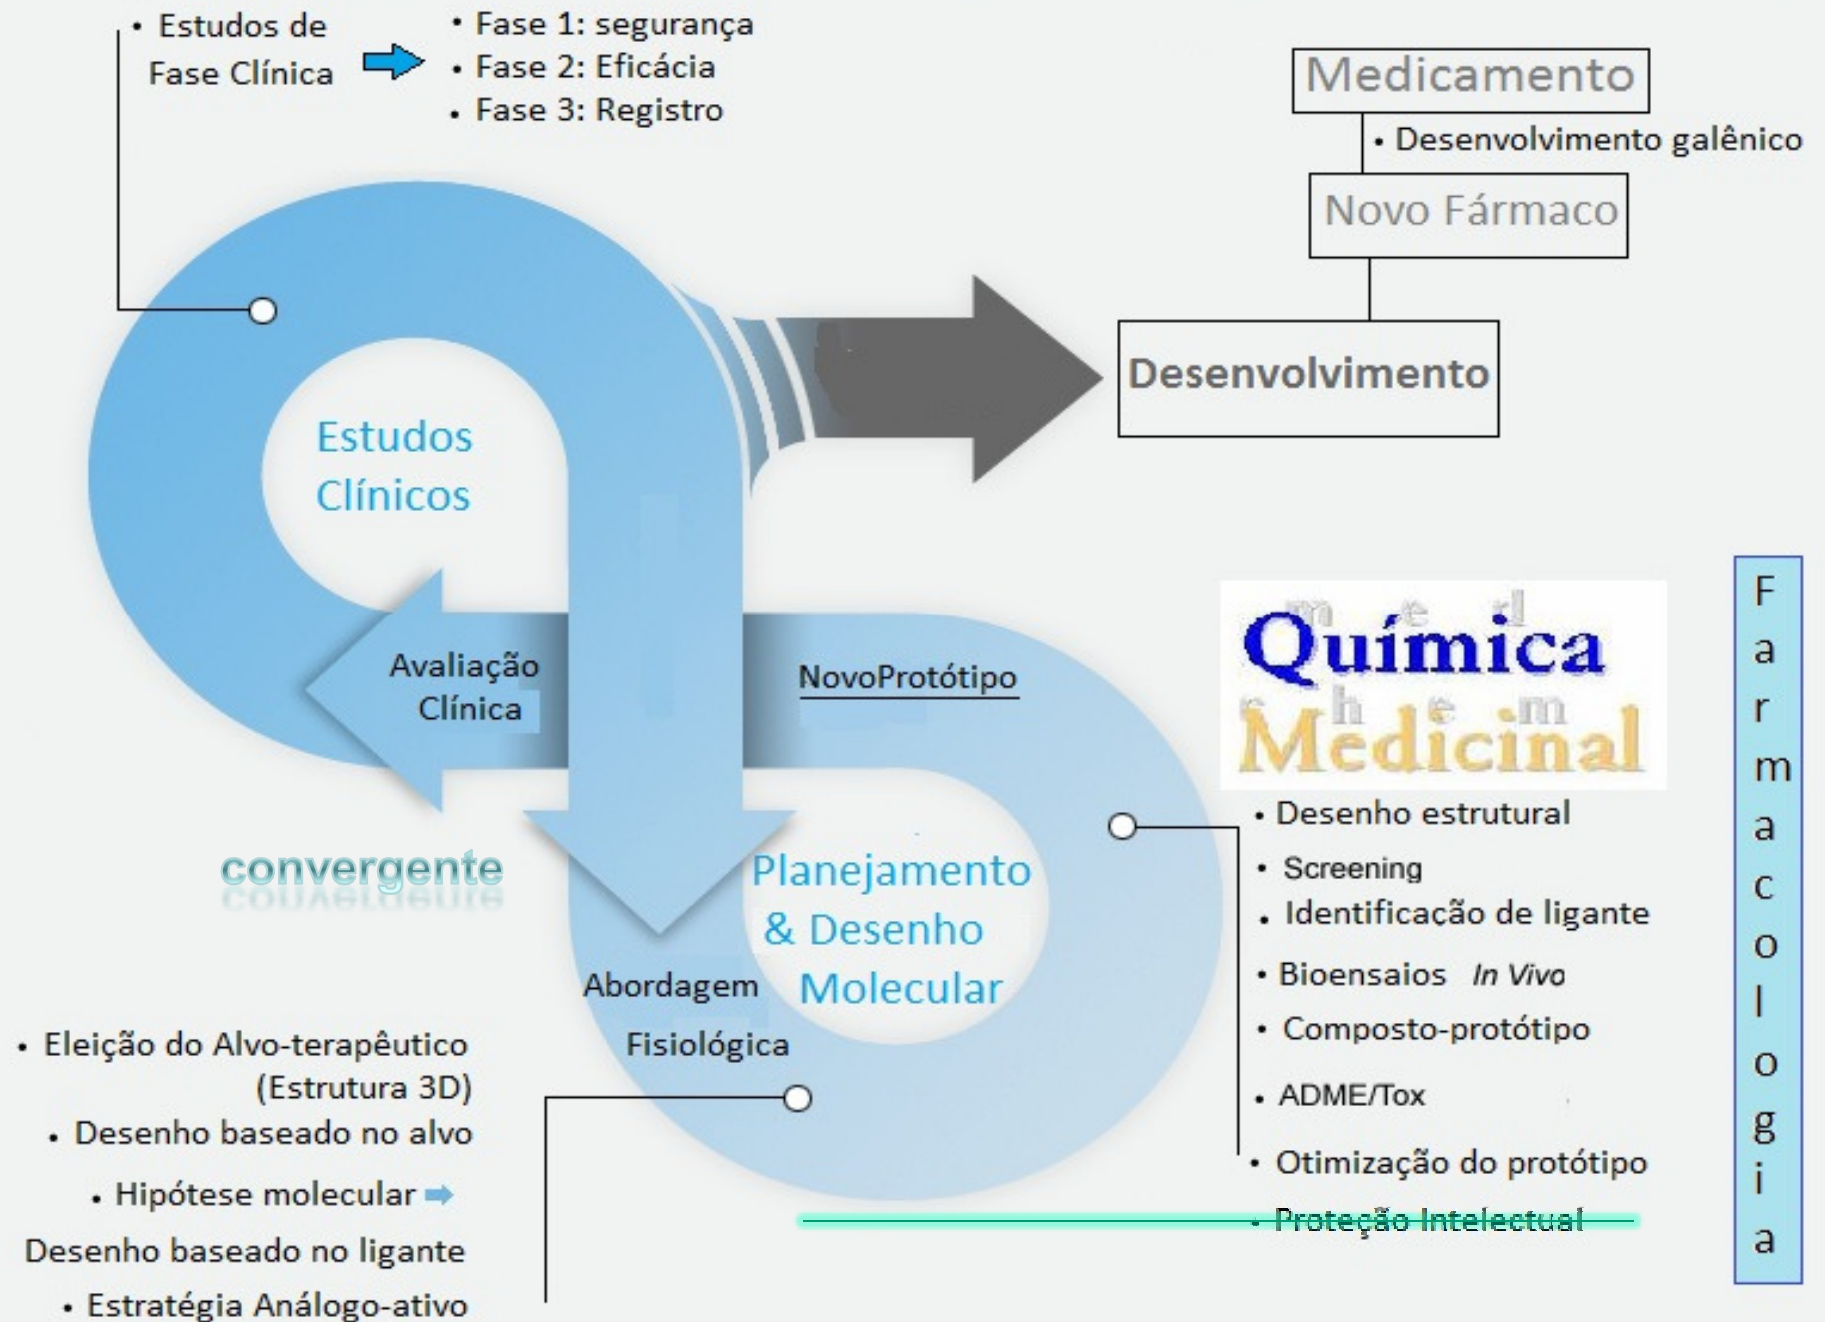 • Estudos de
Fase Clínica
• Fase 1: segurança
• Fase 2: Eficácia
• Fase 3: Registro
Medicamento
• Desenvolvimento galênico
Novo Fármaco
Desenvolvimento
Estudos
Clínicos
Avaliação
Clínica
NovoProtótipo
med
Química
chem
Medicinal
convergente
Planejamento
& Desenho
Molecular
Abordagem
Fisiológica
• Desenho estrutural
• Screening
• Identificação de ligante
• Bioensaios In Vivo
• Composto-protótipo
• ADME/Tox
• Otimização do protótipo
• Proteção Intelectual
• Eleição do Alvo-terapêutico
(Estrutura 3D)
• Desenho baseado no alvo
• Hipótese molecular
Desenho baseado no ligante
• Estratégia Análogo-ativo
F
a
r
m
a
c
o
l
o
g
i
a